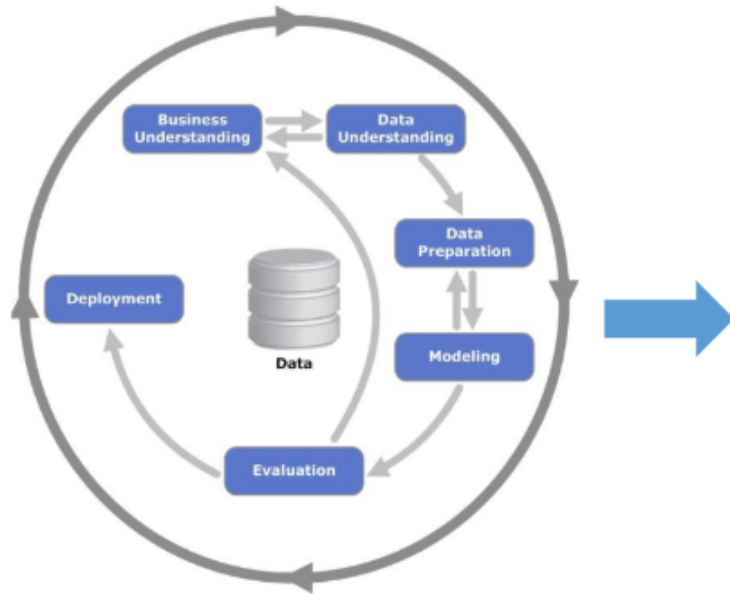 Business
Understanding
Data
Understanding
Data
Preparation
Deployment
Data
Modeling
Evaluation